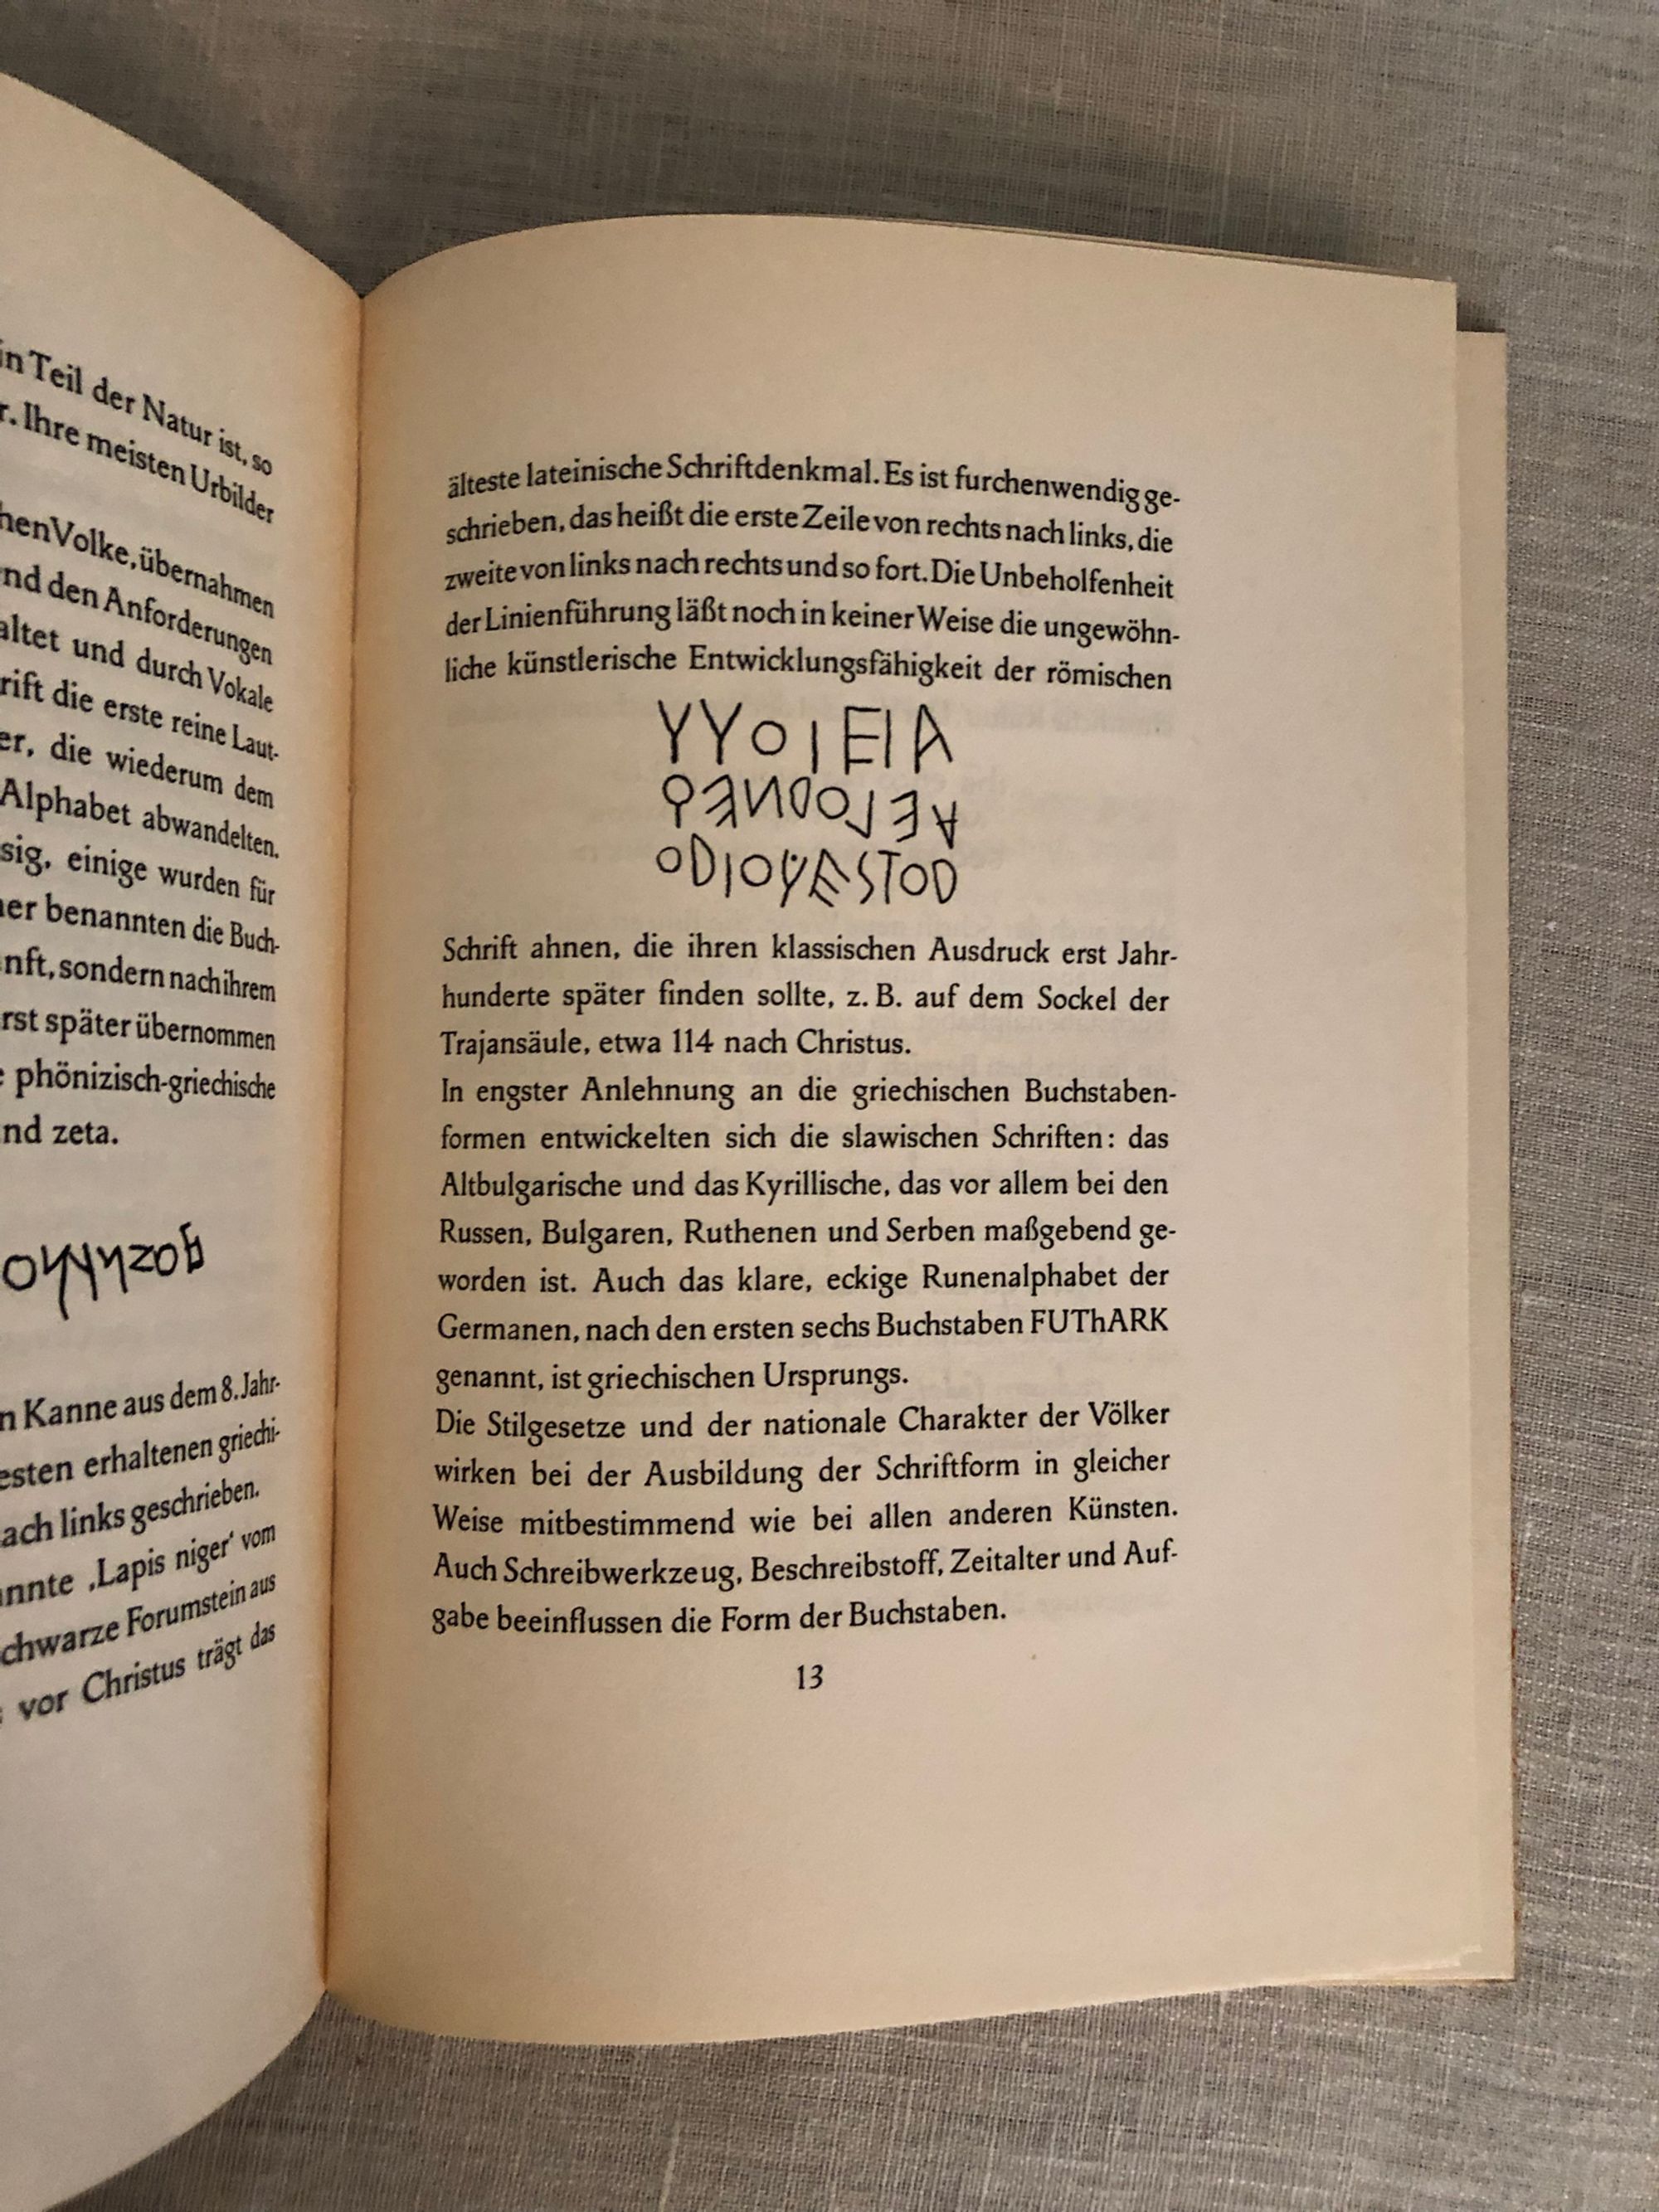 in Teil der Natur ist, so
r. Ihre meisten Urbilder
hen Volke, übernahmen
nd den Anforderungen
altet und durch Vokale
rift die erste reine Laut-
er, die wiederum dem
Alphabet abwandelten.
sig, einige wurden für
ner benannten die Buch-
nft, sondern nach ihrem
rst später übernommen
e phönizisch-griechische
nd zeta.
n Kanne aus dem 8. Jahr-
esten erhaltenen griechi-
ach links geschrieben.
annte ‚Lapis niger‘ vom
chwarze Forumstein aus
vor Christus trägt das
älteste lateinische Schriftdenkmal. Es ist furchenwendig ge-
schrieben, das heißt die erste Zeile von rechts nach links, die
zweite von links nach rechts und so fort. Die Unbeholfenheit
der Linienführung läßt noch in keiner Weise die ungewöhn-
liche künstlerische Entwicklungsfähigkeit der römischen
Schrift ahnen, die ihren klassischen Ausdruck erst Jahr-
hunderte später finden sollte, z. B. auf dem Sockel der
Trajansäule, etwa 114 nach Christus.
In engster Anlehnung an die griechischen Buchstaben-
formen entwickelten sich die slawischen Schriften: das
Altbulgarische und das Kyrillische, das vor allem bei den
Russen, Bulgaren, Ruthenen und Serben maßgebend ge-
worden ist. Auch das klare, eckige Runenalphabet der
Germanen, nach den ersten sechs Buchstaben FUThARK
genannt, ist griechischen Ursprungs.
Die Stilgesetze und der nationale Charakter der Völker
wirken bei der Ausbildung der Schriftform in gleicher
Weise mitbestimmend wie bei allen anderen Künsten.
Auch Schreibwerkzeug, Beschreibstoff, Zeitalter und Auf-
gabe beeinflussen die Form der Buchstaben.
13